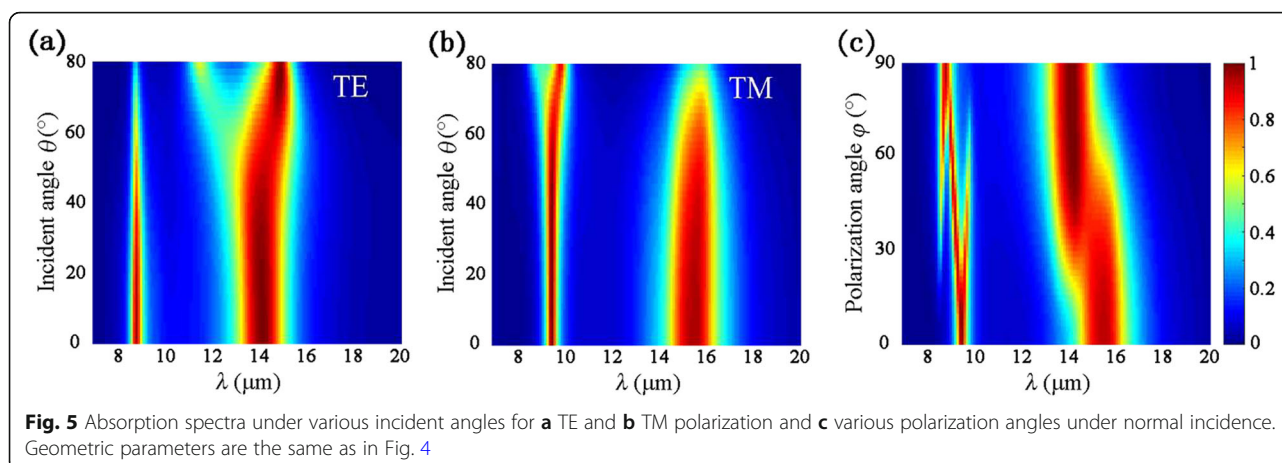 (a)
(b)
(c)
80
60
40
20
0
Incident angle θ(°)
TE
8 10 12 14 16 18 20
λ (μm)
80
60
40
20
0
Incident angle θ(°)
TM
8 10 12 14 16 18 20
λ (μm)
90
60
30
0
Polarization angle φ(°)
8 10 12 14 16 18 20
λ (μm)
1
0.8
0.6
0.4
0.2
0
Fig. 5 Absorption spectra under various incident angles for a TE and b TM polarization and c various polarization angles under normal incidence.
Geometric parameters are the same as in Fig. 4